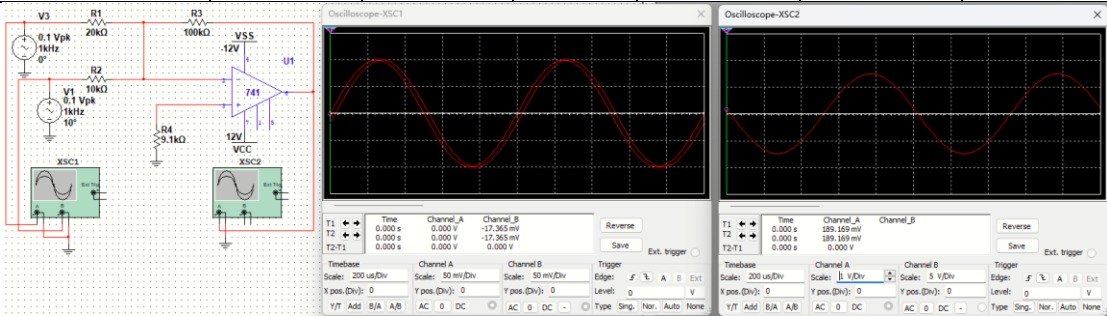 V3
0.1 Vpk
1kHz
0°
R1
20kΩ
R3
100kΩ
VSS
-12V
U1
R2
10kΩ
V1
0.1 Vpk
1kHz
10°
741
4
2
3
6
7
1
5
R4
9.1kΩ
12V
VCC
XSC1
Ext Trig
A
B
XSC2
Ext Trig
A
B
Oscilloscope-XSC1
T1
T2
T2-T1
Time
Channel_A
Channel_B
0.000 s
0.000 V
-17.365 mV
0.000 s
0.000 V
-17.365 mV
0.000 s
0.000 V
0.000 V
Reverse
Save
Ext. trigger
Timebase
Scale: 200 us/Div
X pos.(Div): 0
Y/T Add B/A A/B
Channel A
Scale: 50 mV/Div
Y pos.(Div): 0
AC 0 DC
Channel B
Scale: 50 mV/Div
Y pos.(Div): 0
AC 0 DC -
Trigger
Edge: A B Ext
Level: 0 V
Type Sing. Nor. Auto None
Oscilloscope-XSC2
T1
T2
T2-T1
Time
Channel_A
Channel_B
0.000 s
189.169 mV
0.000 s
189.169 mV
0.000 s
0.000 V
Reverse
Save
Ext. trigger
Timebase
Scale: 200 us/Div
X pos.(Div): 0
Y/T Add B/A A/B
Channel A
Scale: 1 V/Div
Y pos.(Div): 0
AC 0 DC
Channel B
Scale: 5 V/Div
Y pos.(Div): 0
AC 0 DC -
Trigger
Edge: A B Ext
Level: 0 V
Type Sing. Nor. Auto None